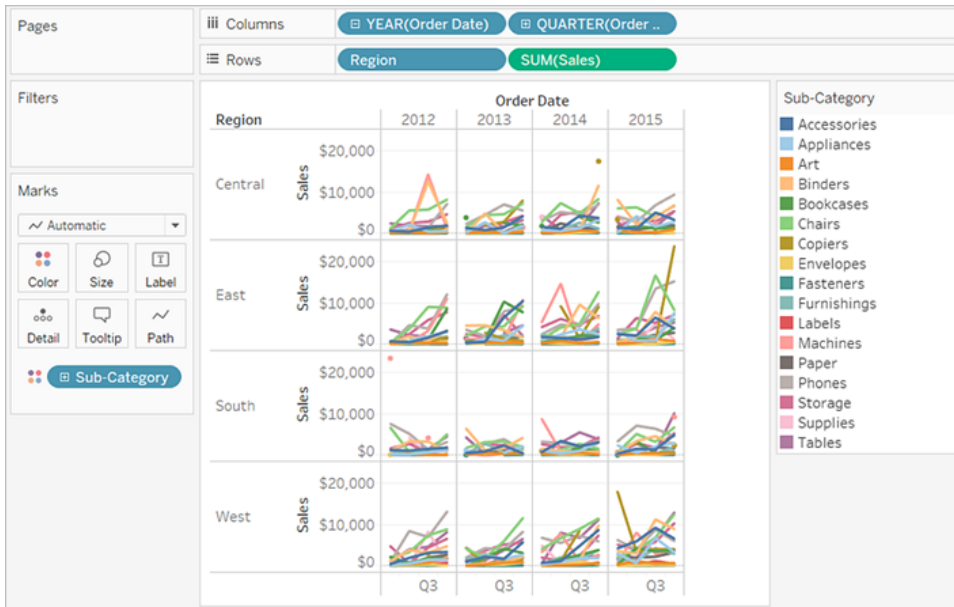 Pages
Columns
YEAR(Order Date)
QUARTER(Order ..
Rows
Region
SUM(Sales)
Filters
Marks
Automatic
Color
Size
Label
Detail
Tooltip
Path
Sub-Category
Order Date
Region
2012
2013
2014
2015
Central
Sales
$20,000
$10,000
$0
East
Sales
$20,000
$10,000
$0
South
Sales
$20,000
$10,000
$0
West
Sales
$20,000
$10,000
$0
Q3
Q3
Q3
Q3
Sub-Category
Accessories
Appliances
Art
Binders
Bookcases
Chairs
Copiers
Envelopes
Fasteners
Furnishings
Labels
Machines
Paper
Phones
Storage
Supplies
Tables